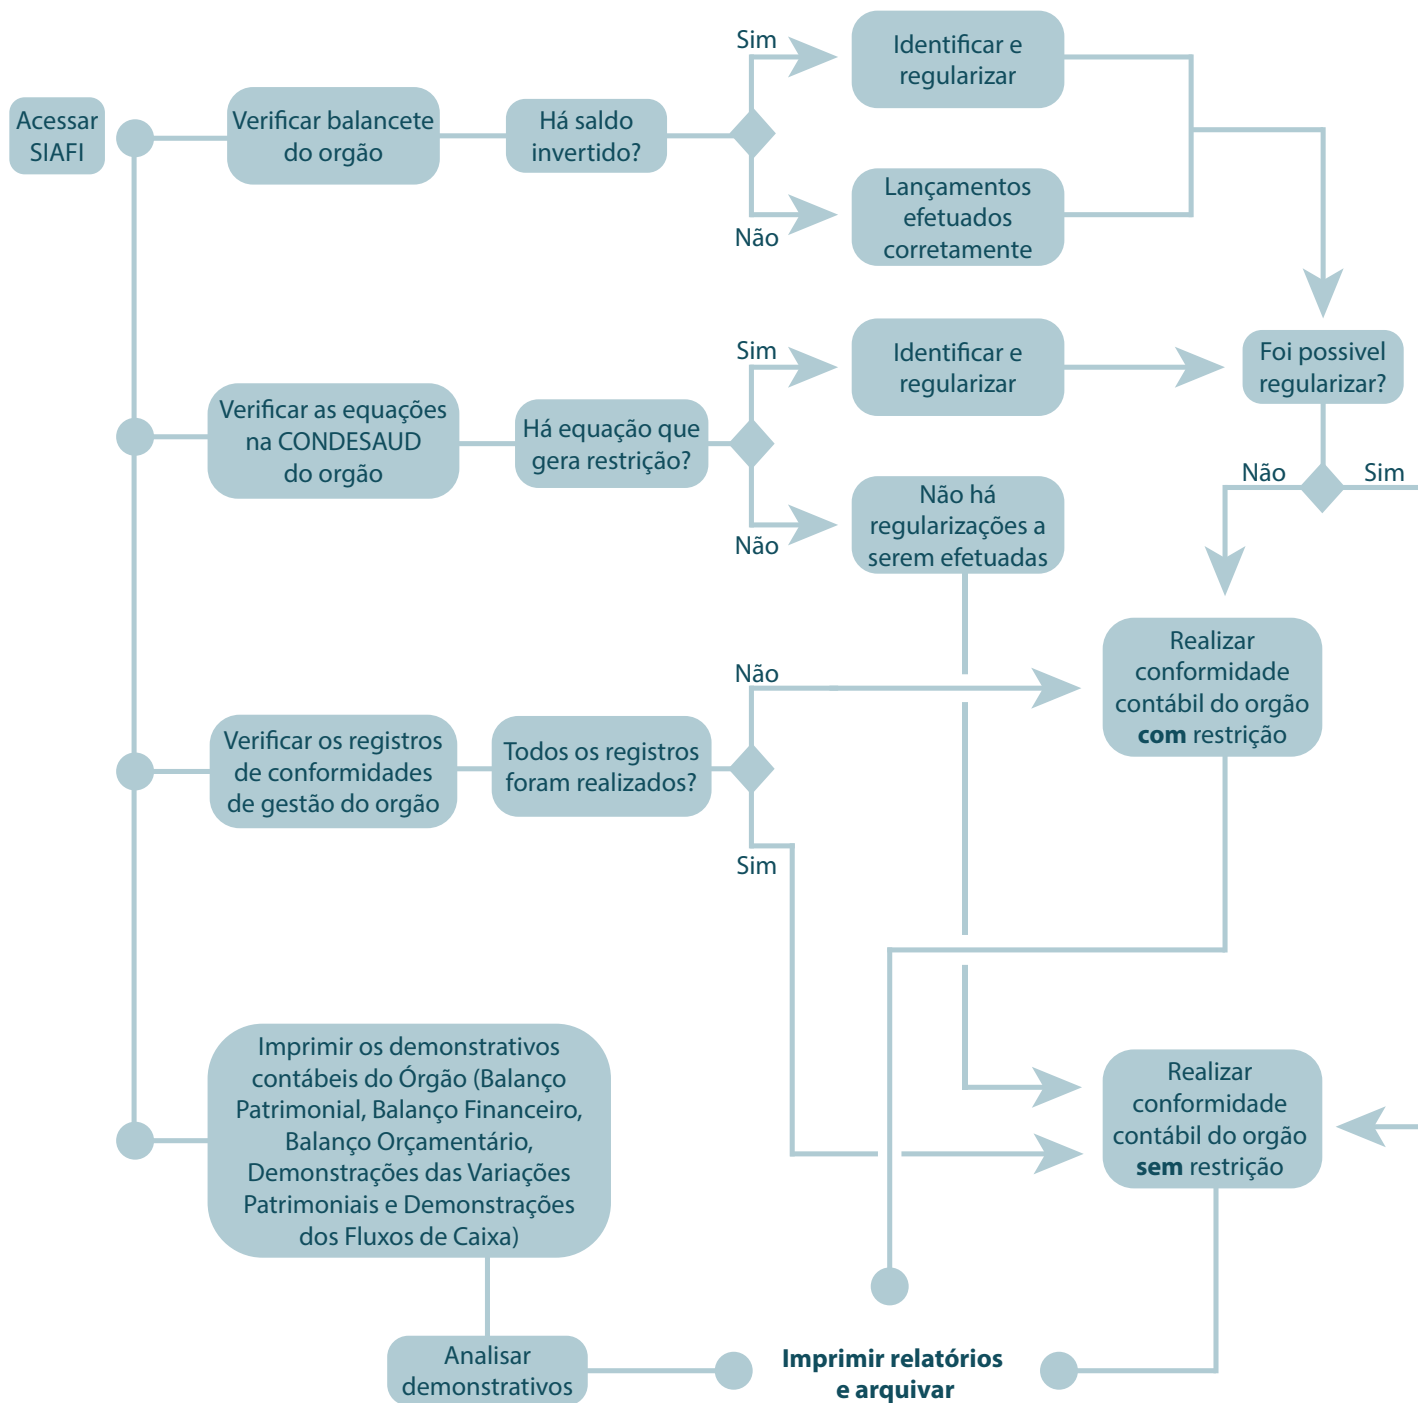 Acessar
SIAFI
Verificar balancete
do orgão
Há saldo
invertido?
Sim
Não
Identificar e
regularizar
Lançamentos
efetuados
corretamente
Verificar as equações
na CONDESAUD
do orgão
Há equação que
gera restrição?
Sim
Não
Identificar e
regularizar
Não há
regularizações a
serem efetuadas
Foi possivel
regularizar?
Não
Sim
Verificar os registros
de conformidades
de gestão do orgão
Todos os registros
foram realizados?
Não
Sim
Realizar
conformidade
contábil do orgão
com restrição
Imprimir os demonstrativos
contábeis do Órgão (Balanço
Patrimonial, Balanço Financeiro,
Balanço Orçamentário,
Demonstrações das Variações
Patrimoniais e Demonstrações
dos Fluxos de Caixa)
Realizar
conformidade
contábil do orgão
sem restrição
Analisar
demonstrativos
Imprimir relatórios
e arquivar